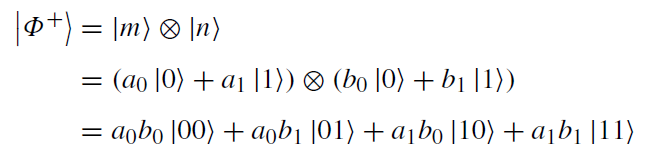 |Φ⁺⟩ = |m⟩ ⊗ |n⟩
= (a₀ |0⟩ + a₁ |1⟩) ⊗ (b₀ |0⟩ + b₁ |1⟩)
= a₀b₀ |00⟩ + a₀b₁ |01⟩ + a₁b₀ |10⟩ + a₁b₁ |11⟩